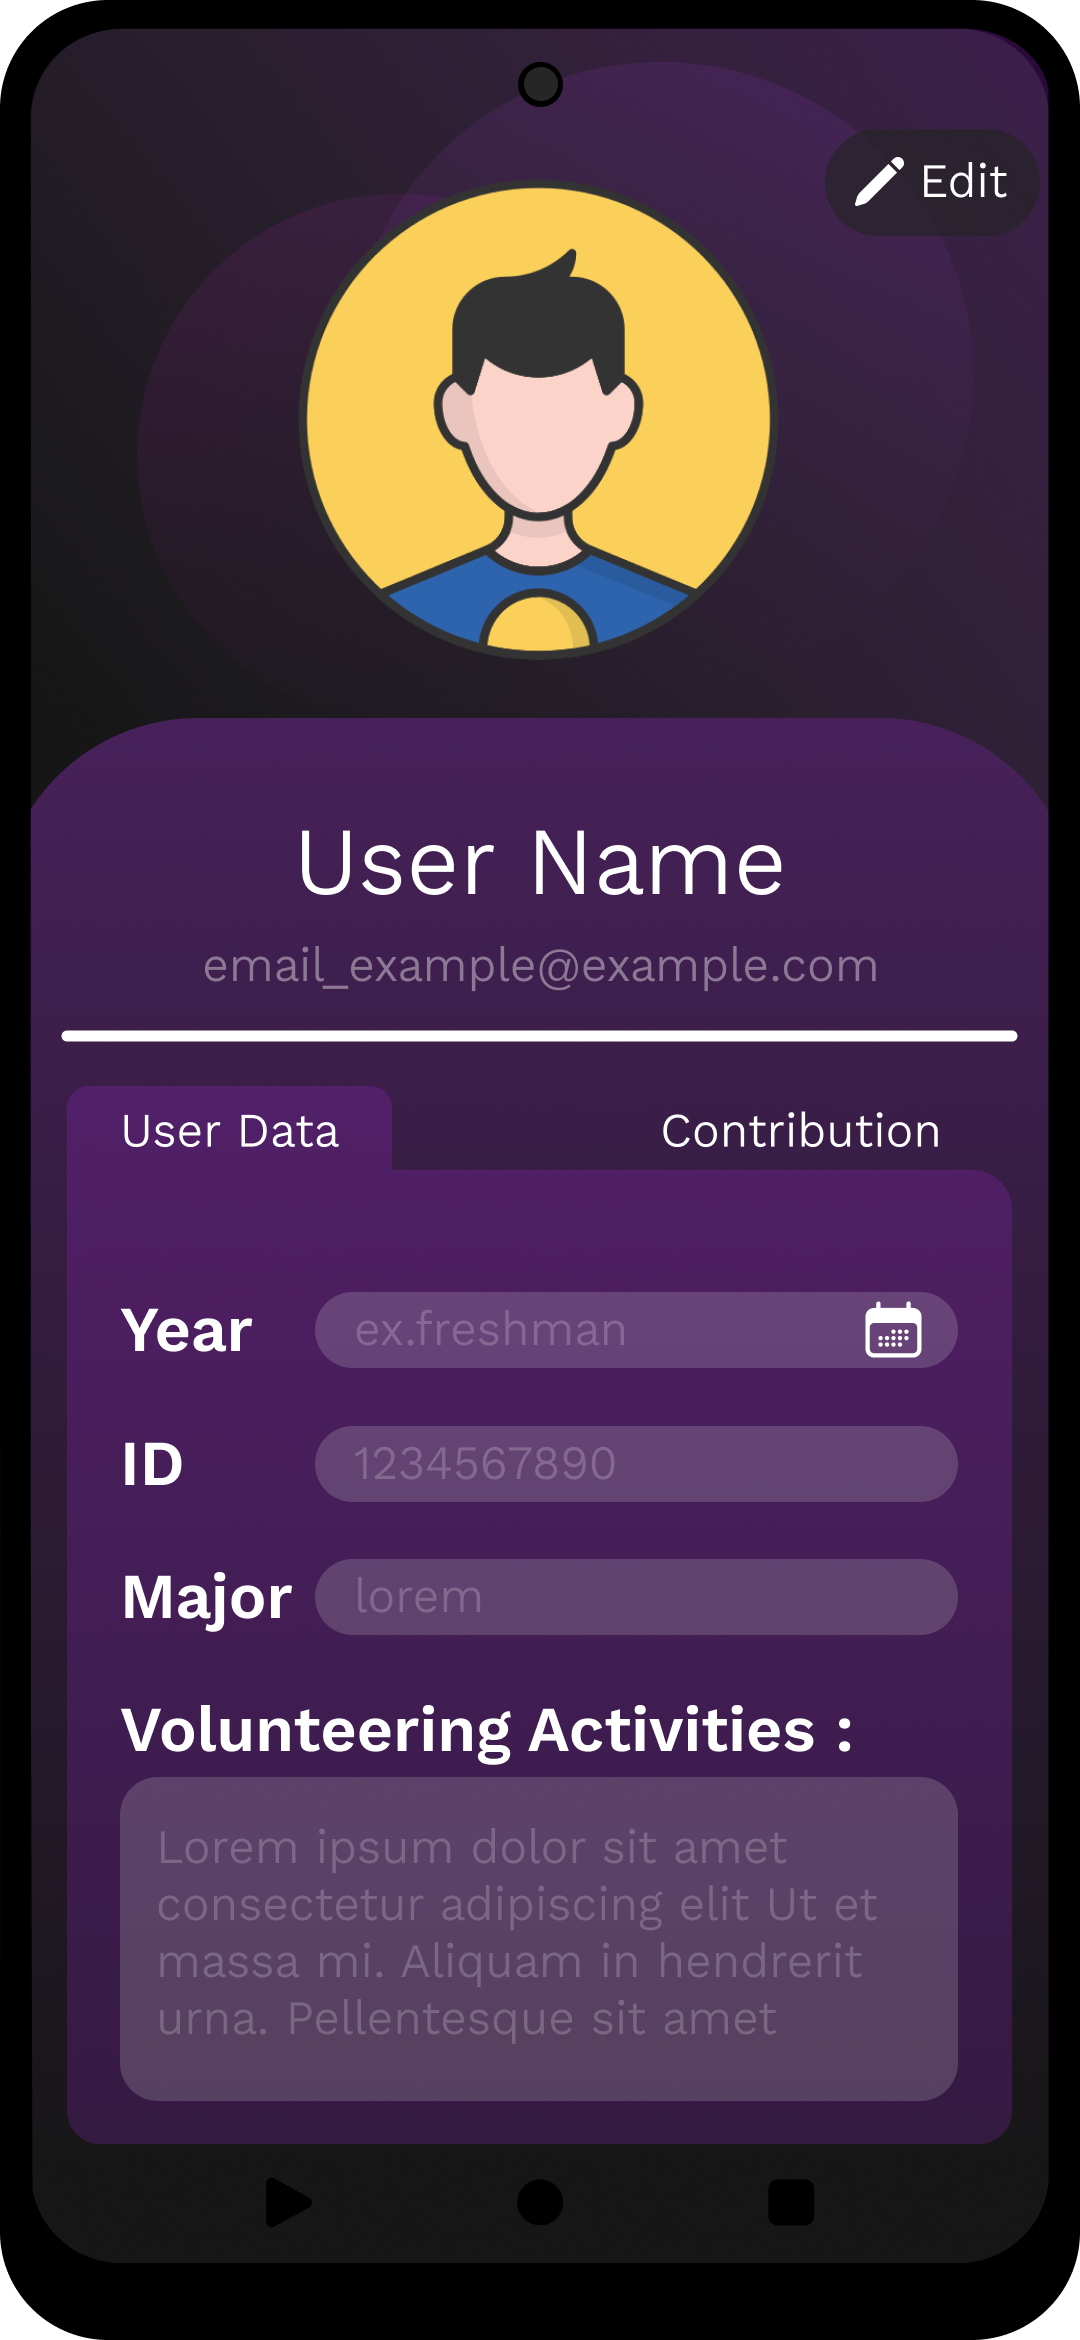 Edit
User Name
email_example@example.com
User Data
Contribution
Year
ex.freshman
ID
1234567890
Major
lorem
Volunteering Activities :
Lorem ipsum dolor sit amet
consectetur adipiscing elit Ut et
massa mi. Aliquam in hendrerit
urna. Pellentesque sit amet